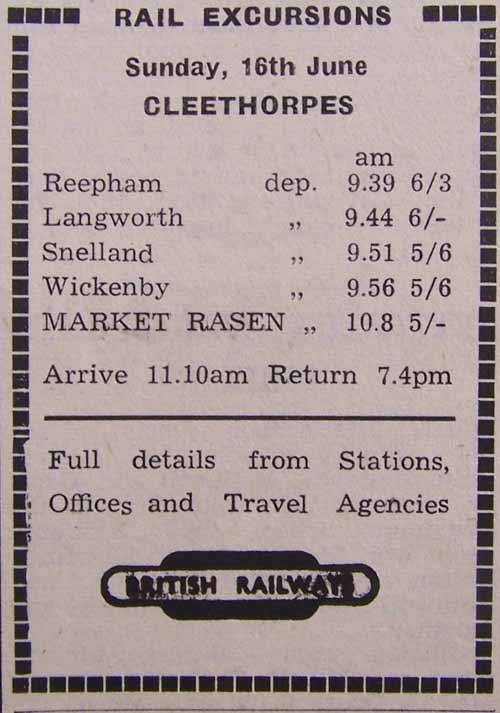 RAIL EXCURSIONS
Sunday, 16th June
CLEETHORPES
am
Reepham dep. 9.39 6/3
Langworth ,, 9.44 6/-
Snelland ,, 9.51 5/6
Wickenby ,, 9.56 5/6
MARKET RASEN ,, 10.8 5/-
Arrive 11.10am Return 7.4pm
Full details from Stations,
Offices and Travel Agencies
BRITISH RAILWAYS